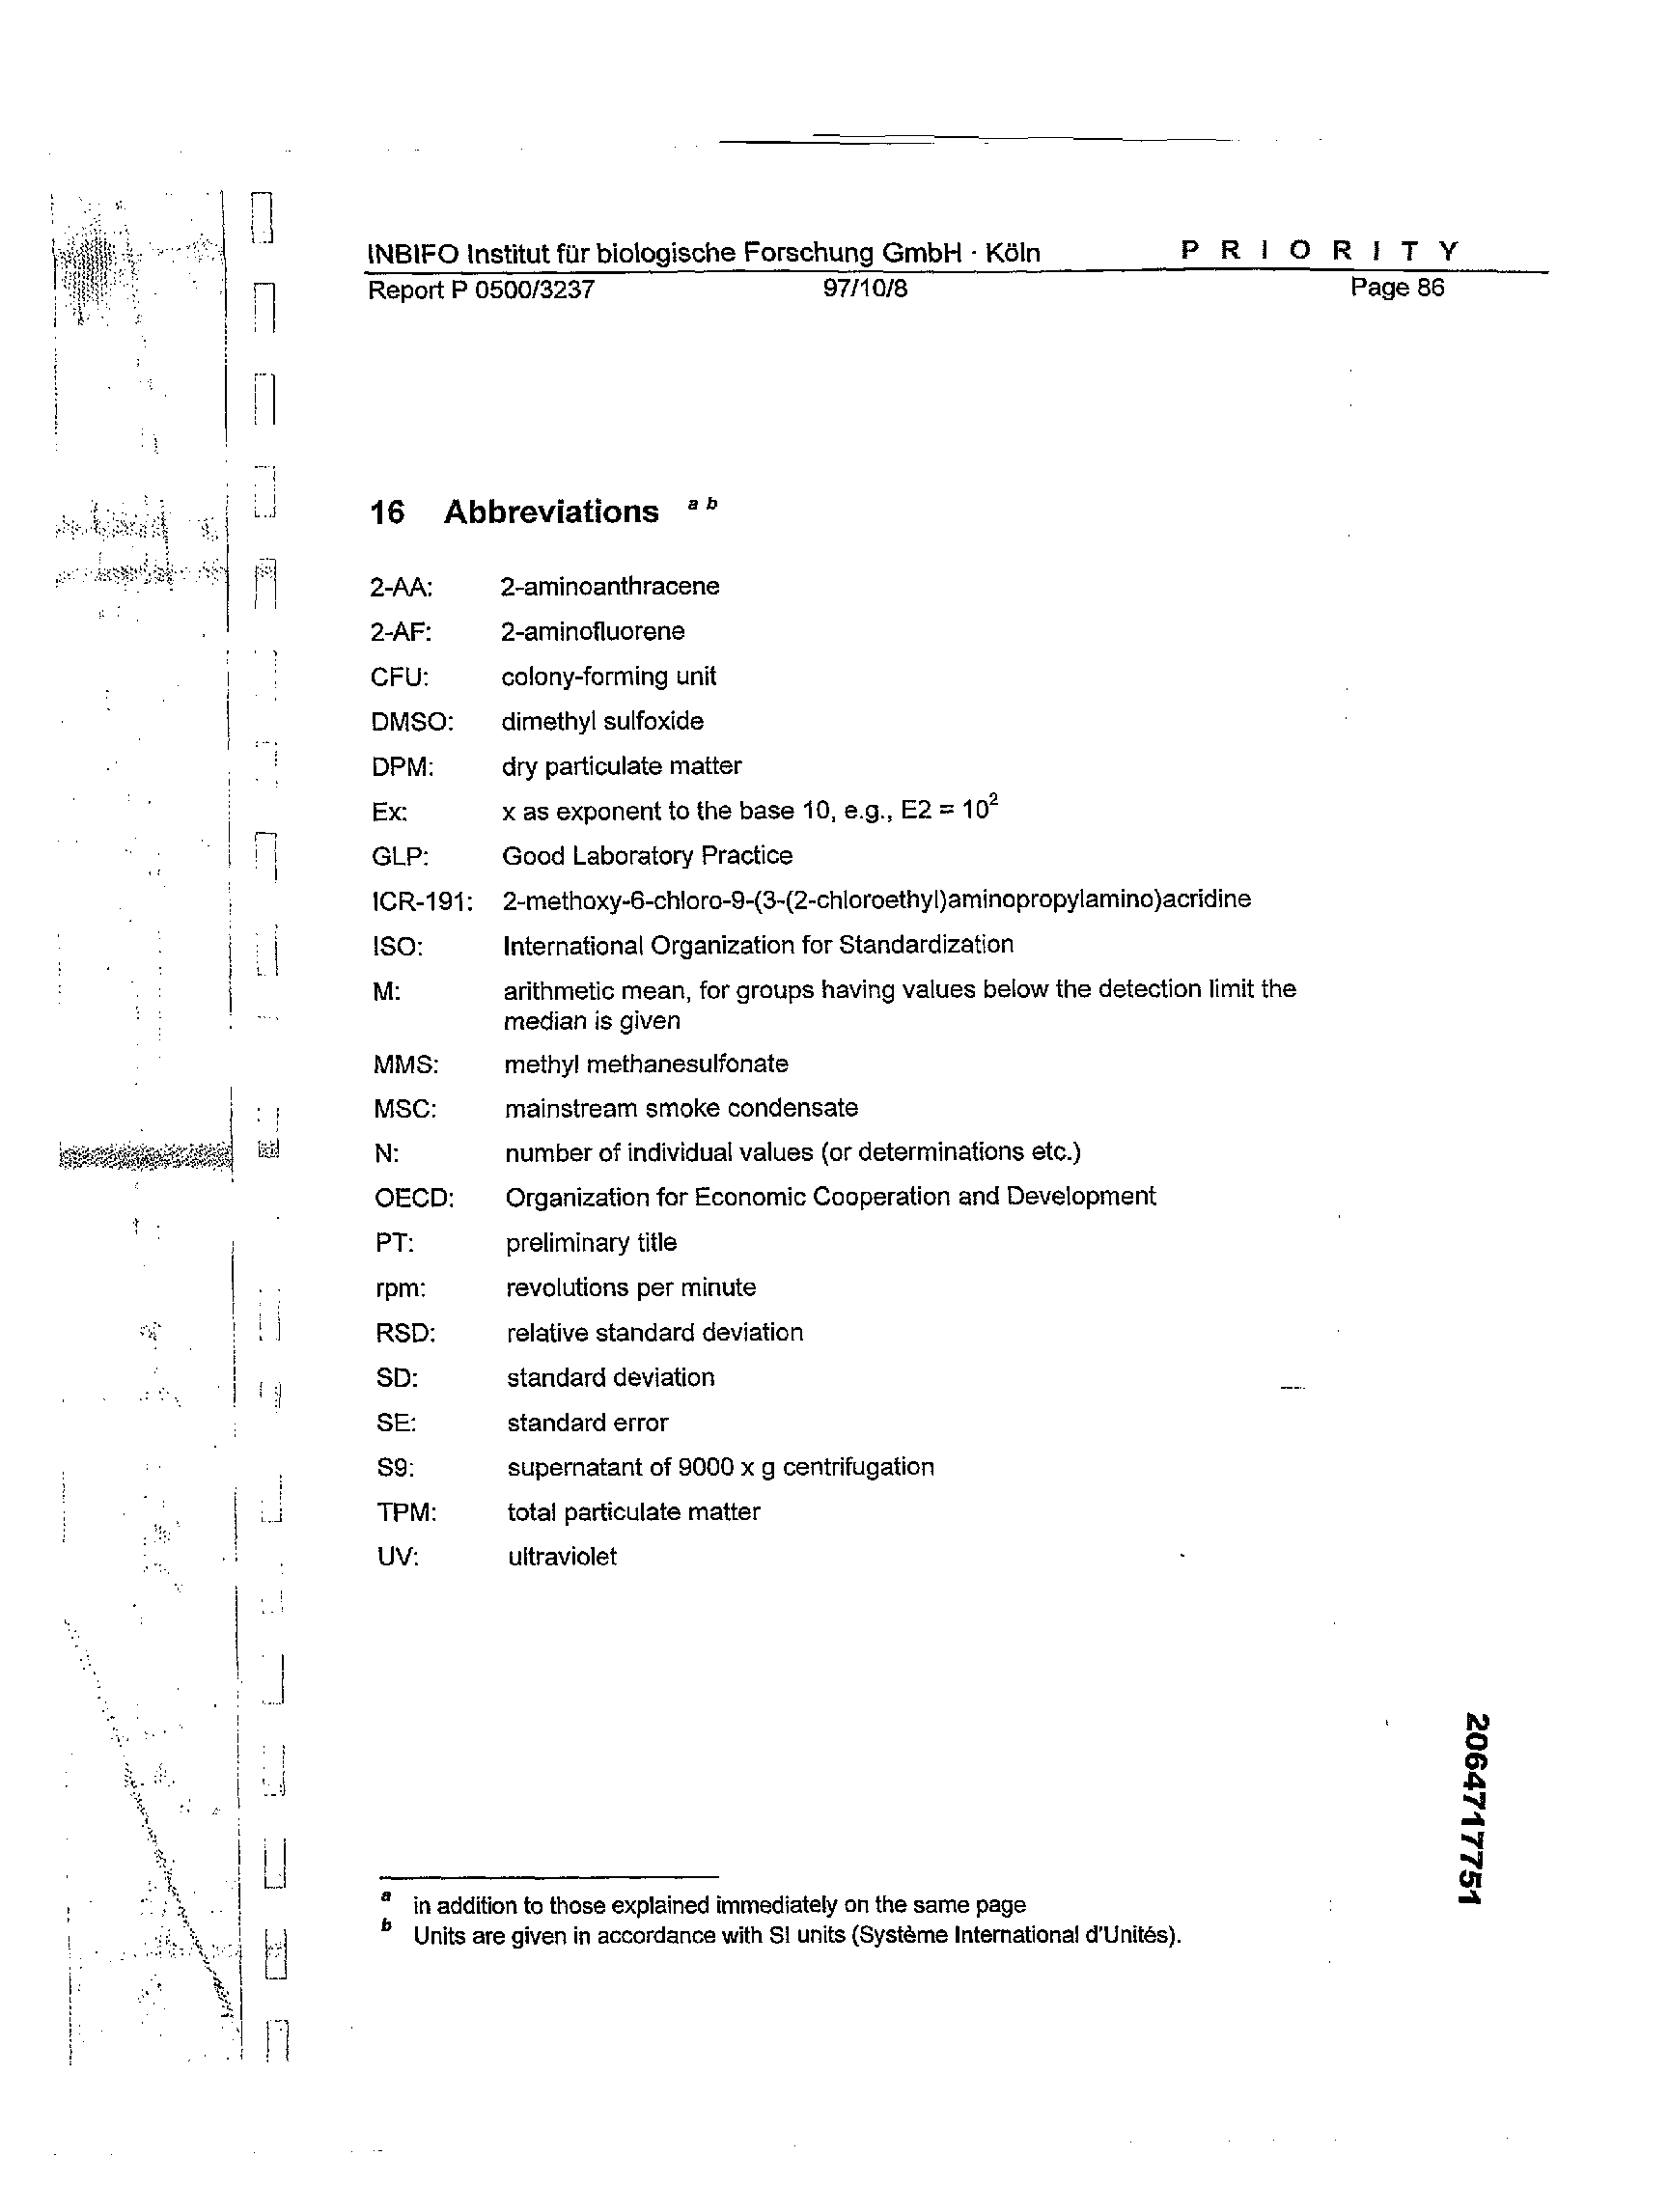 INBIFO Institut für biologische Forschung GmbH · Köln P R I O R I T Y
Report P 0500/3237 97/10/8 Page 86
16 Abbreviations a b
2-AA: 2-aminoanthracene
2-AF: 2-aminofluorene
CFU: colony-forming unit
DMSO: dimethyl sulfoxide
DPM: dry particulate matter
Ex: x as exponent to the base 10, e.g., E2 = 10²
GLP: Good Laboratory Practice
ICR-191: 2-methoxy-6-chloro-9-(3-(2-chloroethyl)aminopropylamino)acridine
ISO: International Organization for Standardization
M: arithmetic mean, for groups having values below the detection limit the
median is given
MMS: methyl methanesulfonate
MSC: mainstream smoke condensate
N: number of individual values (or determinations etc.)
OECD: Organization for Economic Cooperation and Development
PT: preliminary title
rpm: revolutions per minute
RSD: relative standard deviation
SD: standard deviation
SE: standard error
S9: supernatant of 9000 x g centrifugation
TPM: total particulate matter
UV: ultraviolet
a in addition to those explained immediately on the same page
b Units are given in accordance with SI units (Système International d'Unités).
2064717751